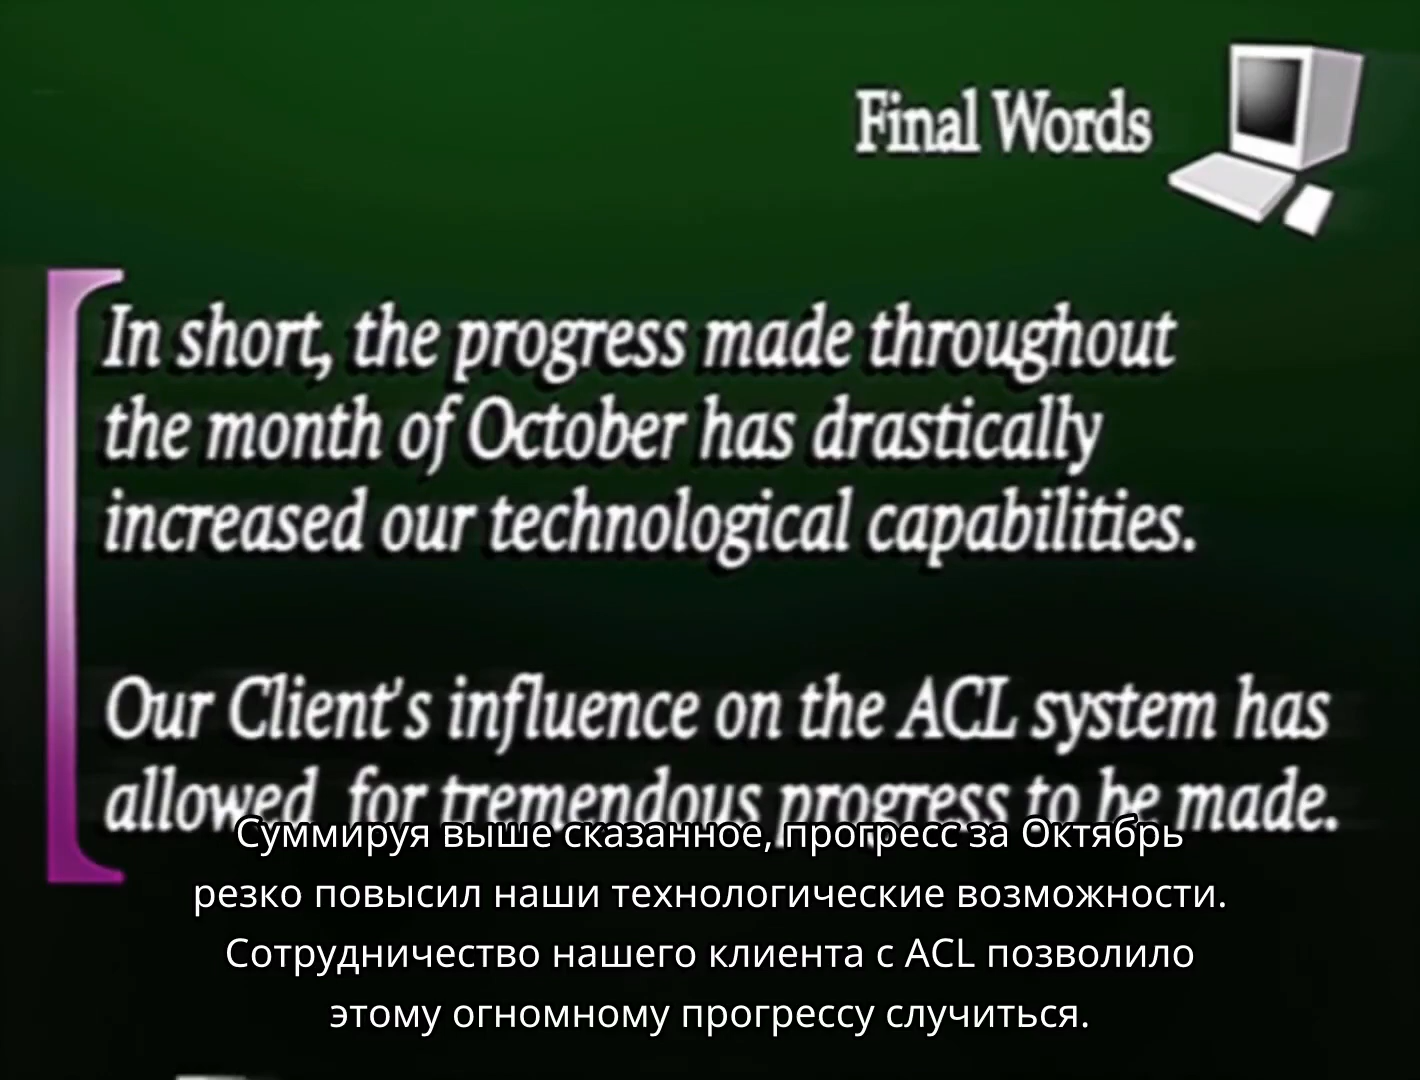 Final Words
In short, the progress made throughout
the month of October has drastically
increased our technological capabilities.
Our Client's influence on the ACL system has
allowed for tremendous progress to be made.
Суммируя выше сказанное, прогресс за Октябрь
резко повысил наши технологические возможности.
Сотрудничество нашего клиента с ACL позволило
этому огномному прогрессу случиться.